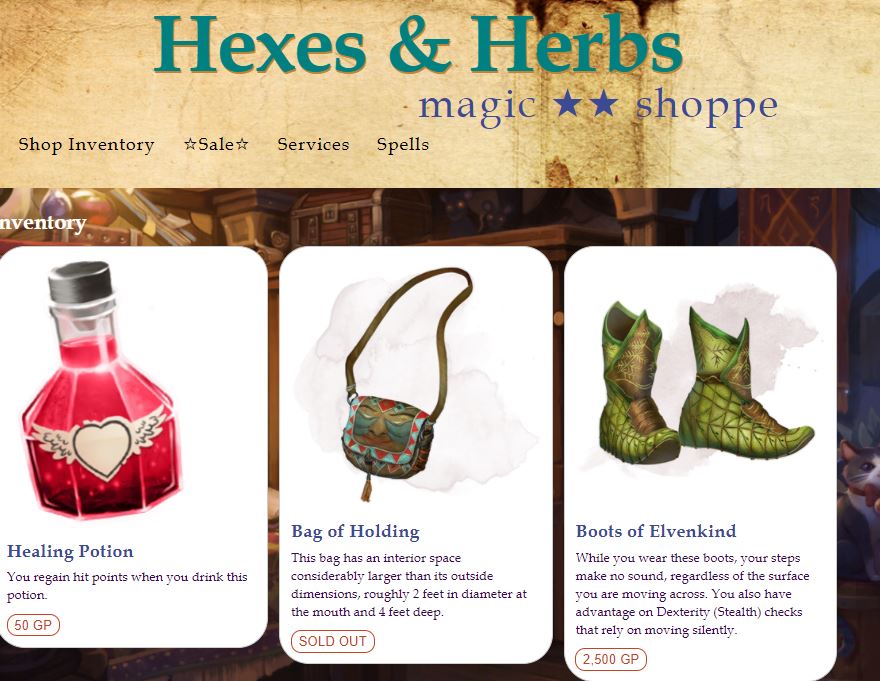 Hexes & Herbs
magic ★★ shoppe
Shop Inventory ☆Sale☆ Services Spells
nventory
Healing Potion
You regain hit points when you drink this
potion.
50 GP
Bag of Holding
This bag has an interior space
considerably larger than its outside
dimensions, roughly 2 feet in diameter at
the mouth and 4 feet deep.
SOLD OUT
Boots of Elvenkind
While you wear these boots, your steps
make no sound, regardless of the surface
you are moving across. You also have
advantage on Dexterity (Stealth) checks
that rely on moving silently.
2,500 GP